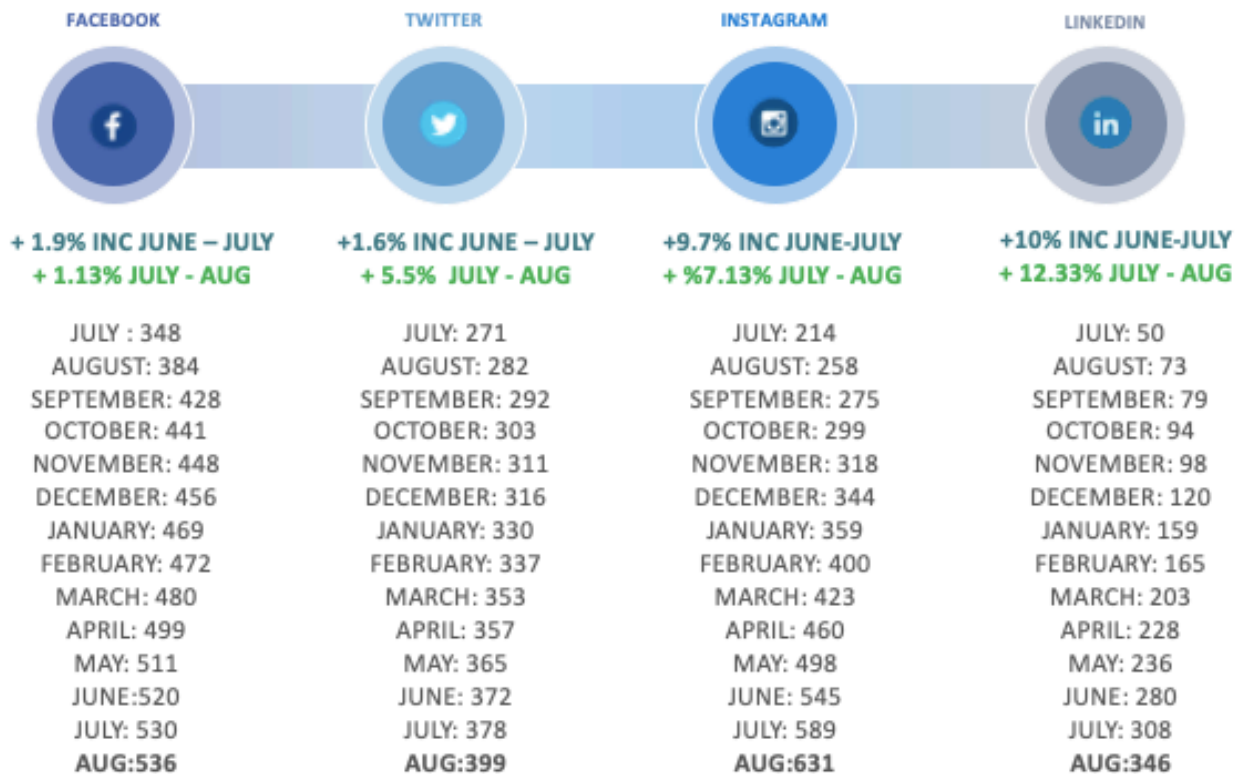 FACEBOOK
+ 1.9% INC JUNE – JULY
+ 1.13% JULY - AUG
JULY : 348
AUGUST: 384
SEPTEMBER: 428
OCTOBER: 441
NOVEMBER: 448
DECEMBER: 456
JANUARY: 469
FEBRUARY: 472
MARCH: 480
APRIL: 499
MAY: 511
JUNE:520
JULY: 530
AUG:536
TWITTER
+1.6% INC JUNE – JULY
+ 5.5% JULY - AUG
JULY: 271
AUGUST: 282
SEPTEMBER: 292
OCTOBER: 303
NOVEMBER: 311
DECEMBER: 316
JANUARY: 330
FEBRUARY: 337
MARCH: 353
APRIL: 357
MAY: 365
JUNE: 372
JULY: 378
AUG:399
INSTAGRAM
+9.7% INC JUNE-JULY
+ %7.13% JULY - AUG
JULY: 214
AUGUST: 258
SEPTEMBER: 275
OCTOBER: 299
NOVEMBER: 318
DECEMBER: 344
JANUARY: 359
FEBRUARY: 400
MARCH: 423
APRIL: 460
MAY: 498
JUNE: 545
JULY: 589
AUG:631
LINKEDIN
in
+10% INC JUNE-JULY
+ 12.33% JULY - AUG
JULY: 50
AUGUST: 73
SEPTEMBER: 79
OCTOBER: 94
NOVEMBER: 98
DECEMBER: 120
JANUARY: 159
FEBRUARY: 165
MARCH: 203
APRIL: 228
MAY: 236
JUNE: 280
JULY: 308
AUG:346